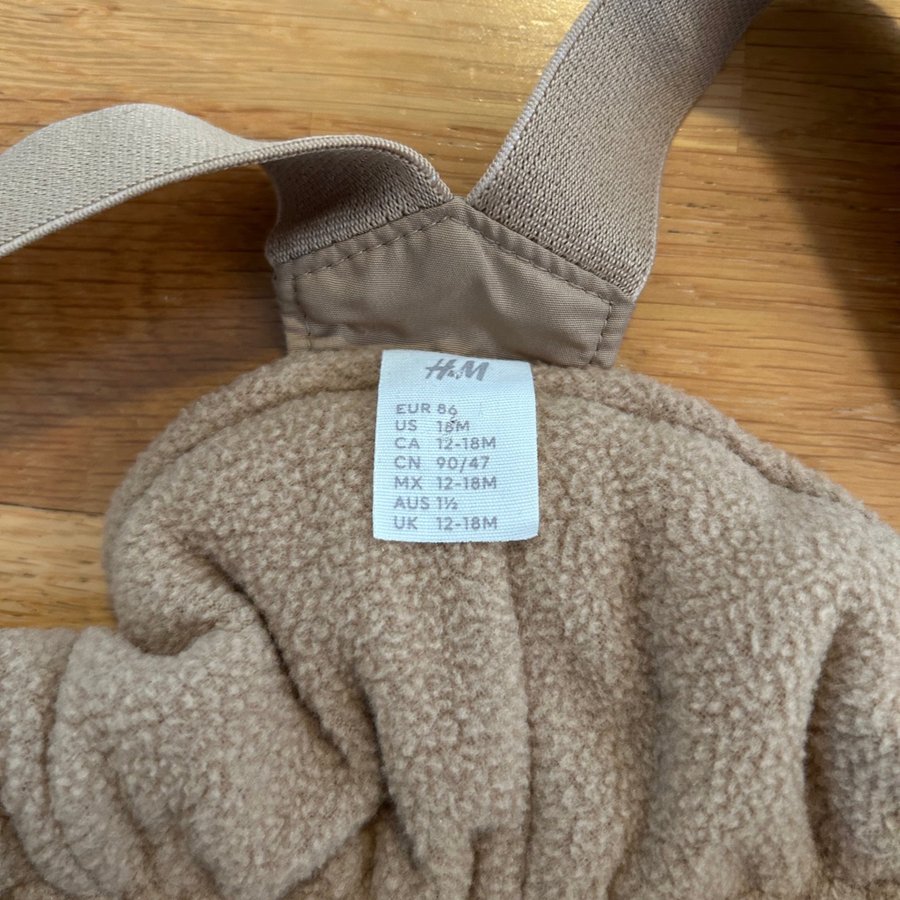 H&M
EUR 86
US 18M
CA 12-18M
CN 90/47
MX 12-18M
AUS 1½
UK 12-18M